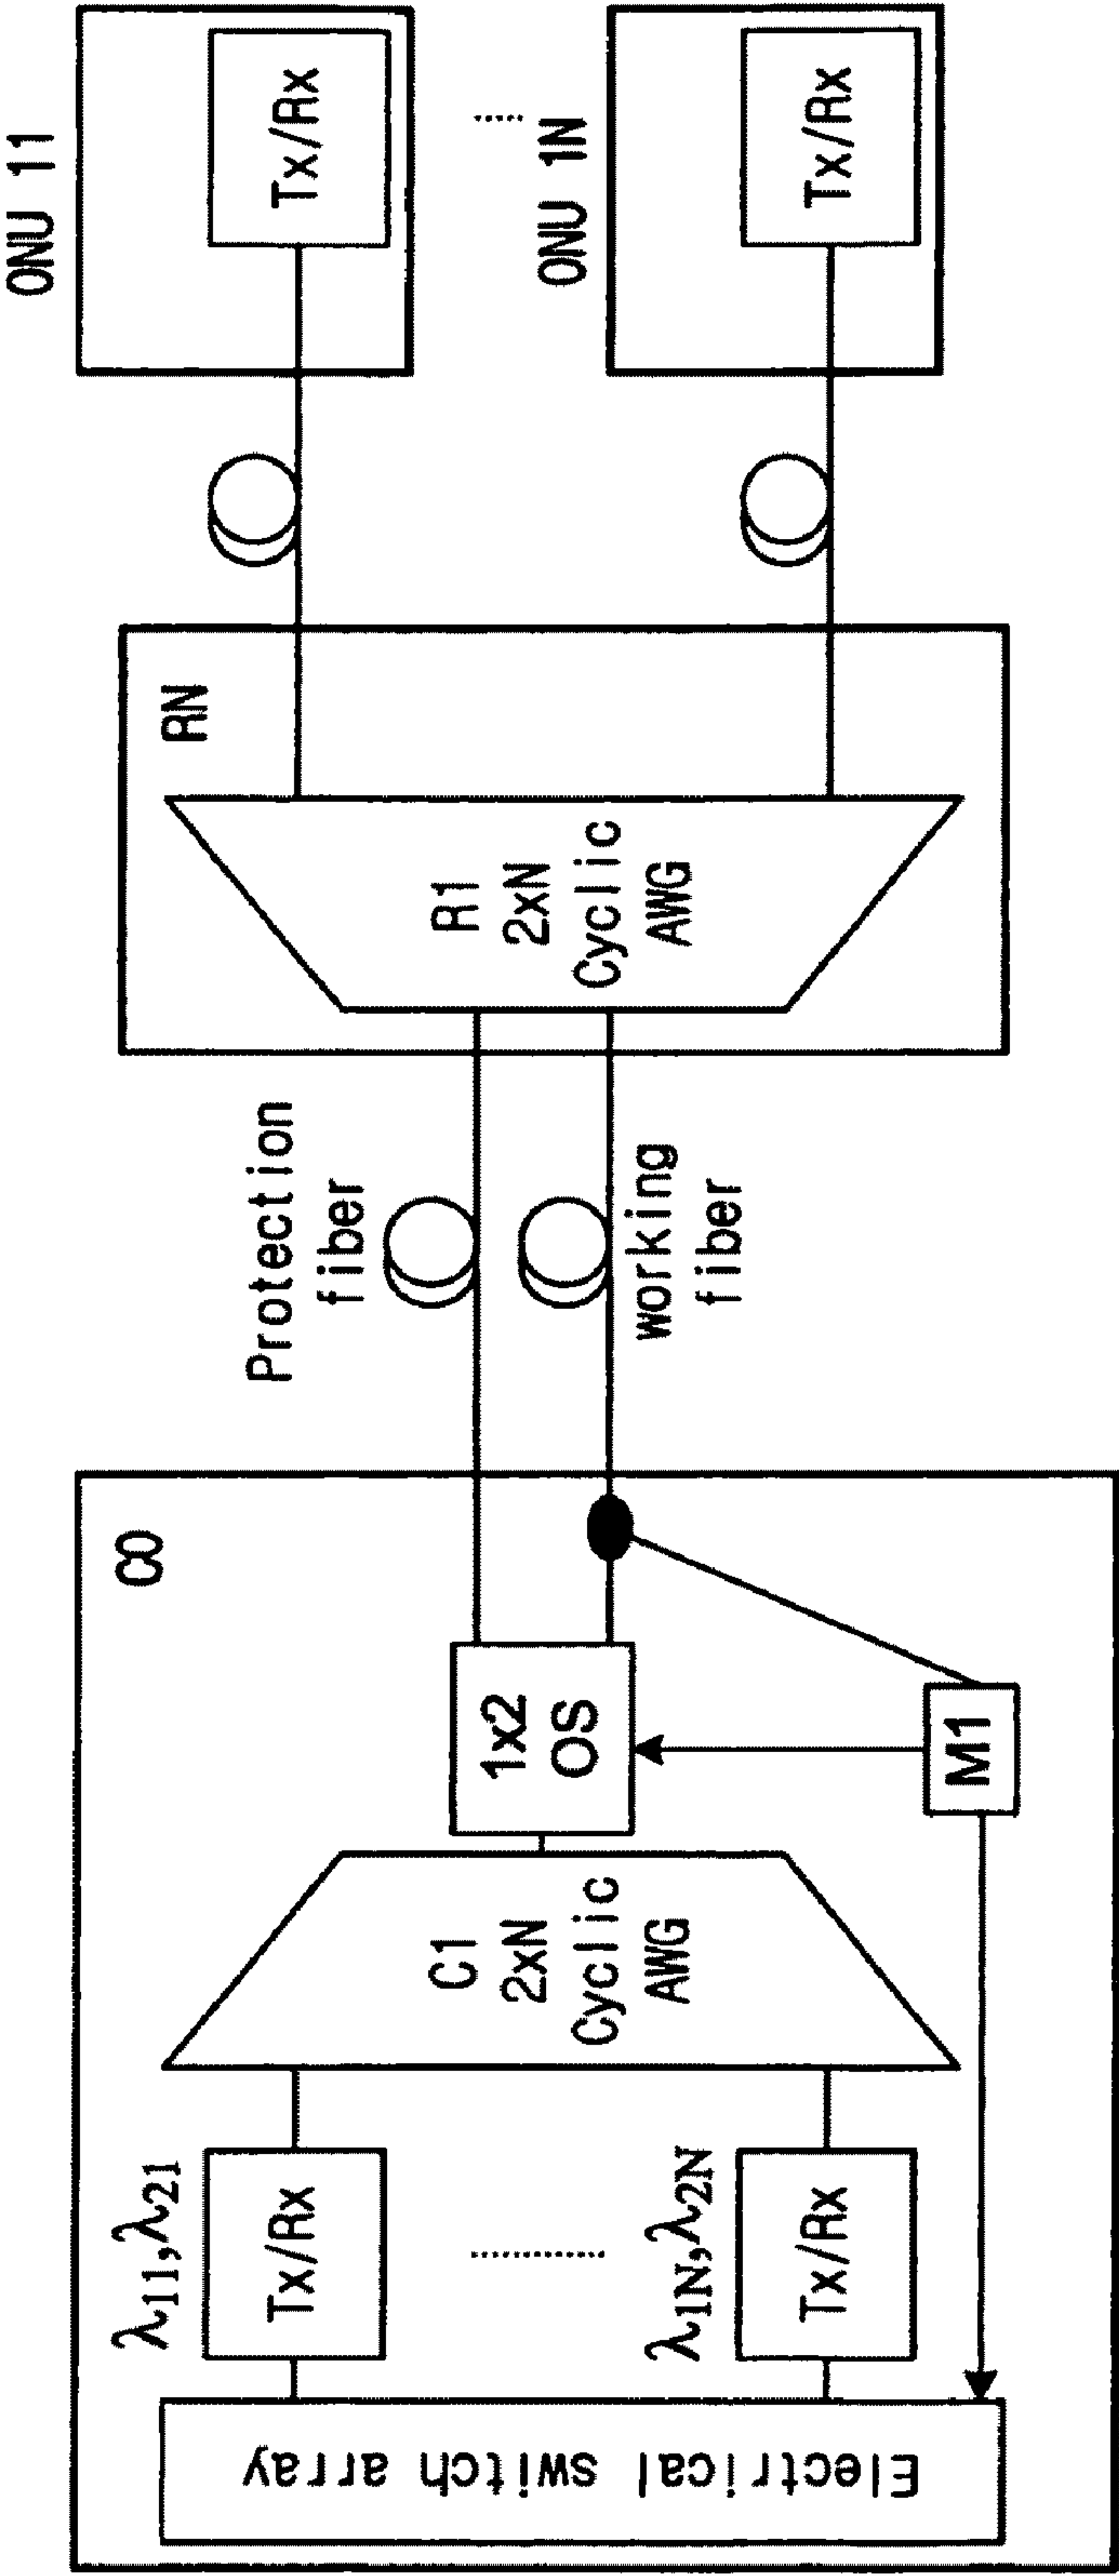 CO
Electrical switch array
λ11,λ21
Tx/Rx
λ1N,λ2N
Tx/Rx
C1
2xN
Cyclic
AWG
1x2
OS
M1
Protection
fiber
working
fiber
RN
R1
2xN
Cyclic
AWG
ONU 11
Tx/Rx
ONU 1N
Tx/Rx